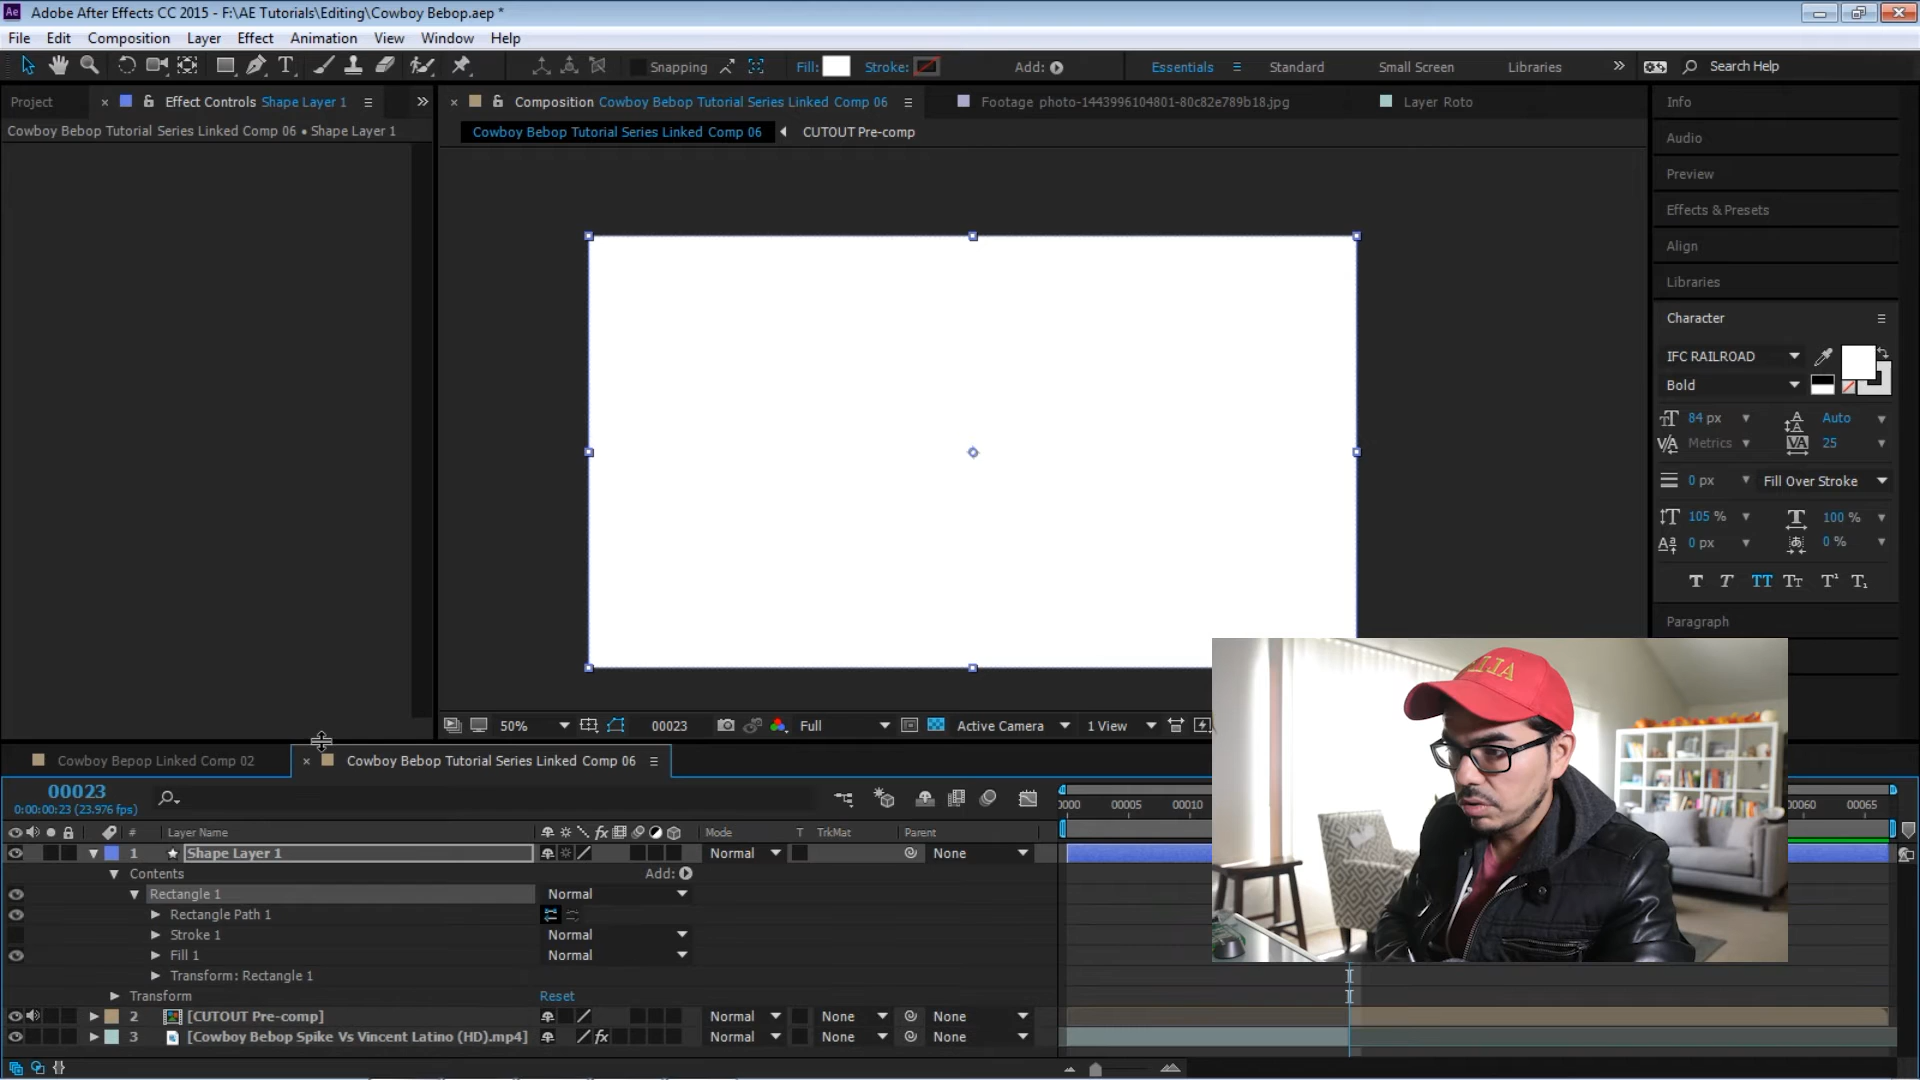 Ae Adobe After Effects CC 2015 - F:\AE Tutorials\Editing\Cowboy Bebop.aep *
File Edit Composition Layer Effect Animation View Window Help
T Snapping Fill: Stroke: Add: Essentials Standard Small Screen Libraries » Search Help
Project × Effect Controls Shape Layer 1 »
Cowboy Bebop Tutorial Series Linked Comp 06 • Shape Layer 1
× Composition Cowboy Bebop Tutorial Series Linked Comp 06 Footage photo-1443996104801-80c82e789b18.jpg Layer Roto
Cowboy Bebop Tutorial Series Linked Comp 06 CUTOUT Pre-comp
Info
Audio
Preview
Effects & Presets
Align
Libraries
Character
IFC RAILROAD
Bold
84 px Auto
Metrics 25
0 px Fill Over Stroke
105 % 100 %
0 px 0 %
T T TT Tт T¹ T₁
Paragraph
50% 00023 Full Active Camera 1 View
Cowboy Bepop Linked Comp 02 × Cowboy Bebop Tutorial Series Linked Comp 06
00023
0:00:00:23 (23.976 fps)
0000 00005 00010 00060 00065
# Layer Name fx Mode T TrkMat Parent
1 Shape Layer 1 Normal None
Contents Add:
Rectangle 1 Normal
Rectangle Path 1
Stroke 1 Normal
Fill 1 Normal
Transform: Rectangle 1
Transform Reset
2 [CUTOUT Pre-comp] Normal None None
3 [Cowboy Bebop Spike Vs Vincent Latino (HD).mp4] fx Normal None None